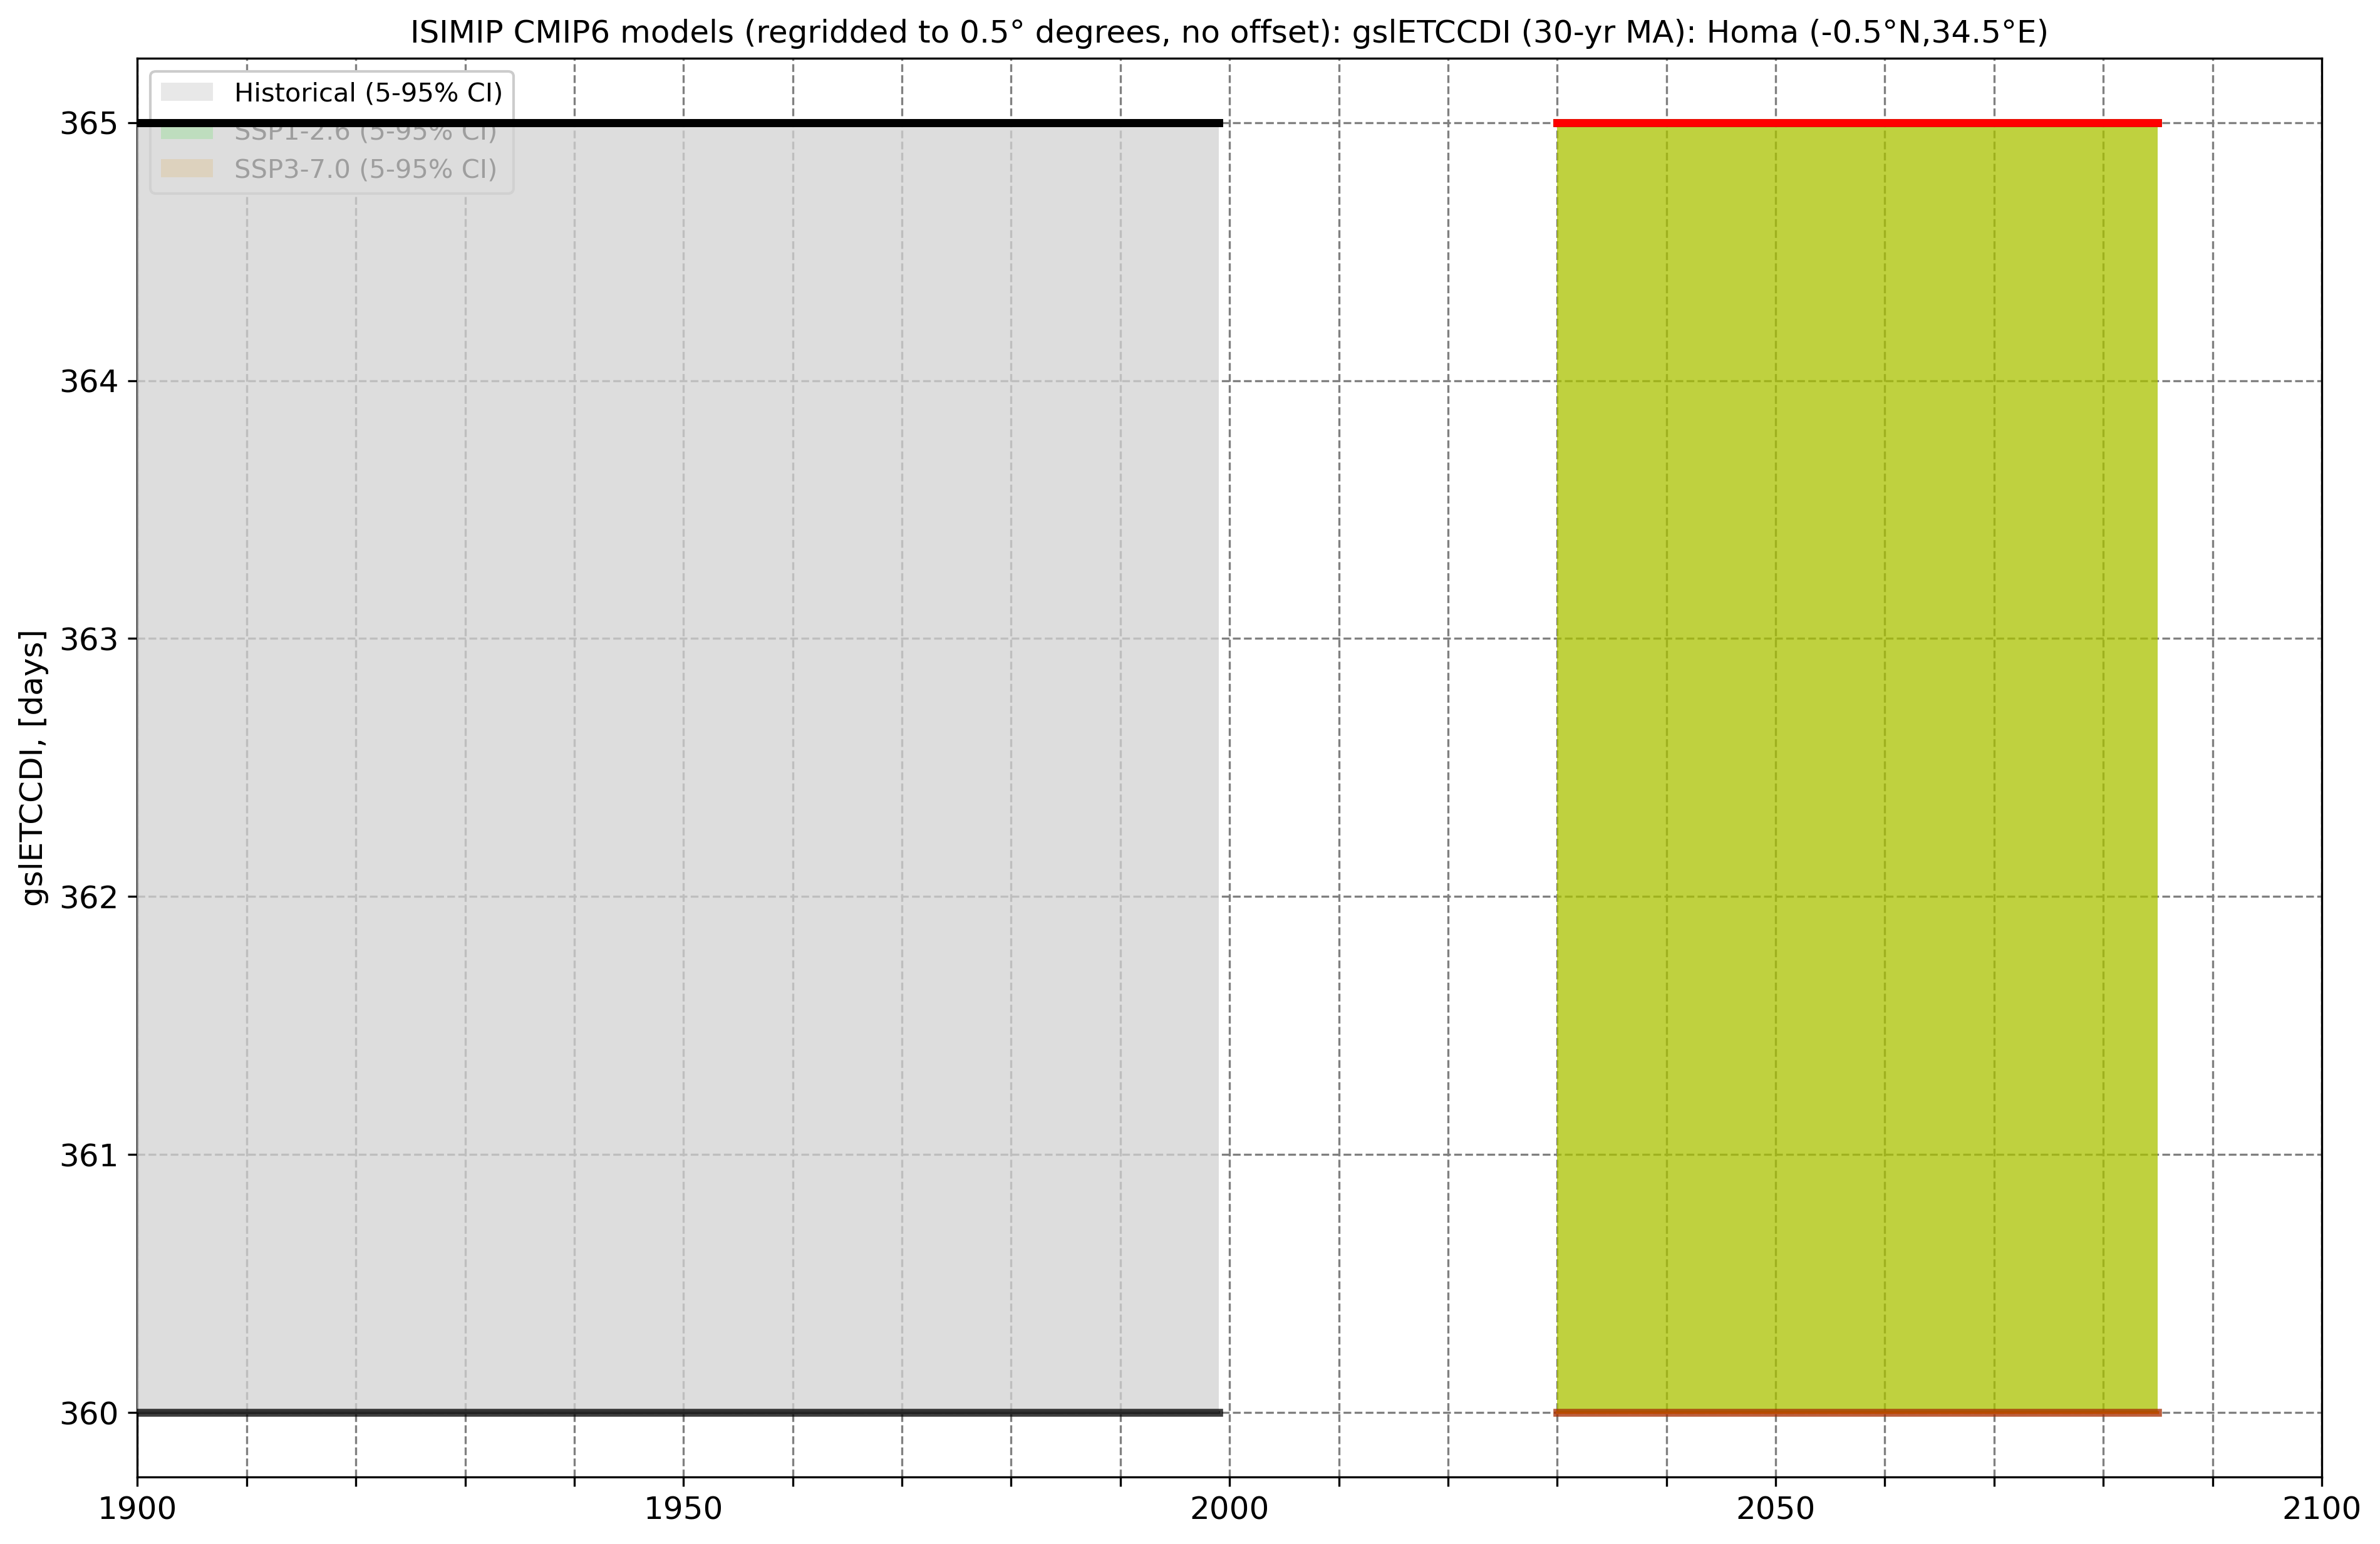 ISIMIP CMIP6 models (regridded to 0.5° degrees, no offset): gslETCCDI (30-yr MA): Homa (-0.5°N,34.5°E)
Historical (5-95% CI)
SSP1-2.6 (5-95% CI)
SSP3-7.0 (5-95% CI)
365
364
363
362
361
360
gslETCCDI, [days]
1900
1950
2000
2050
2100